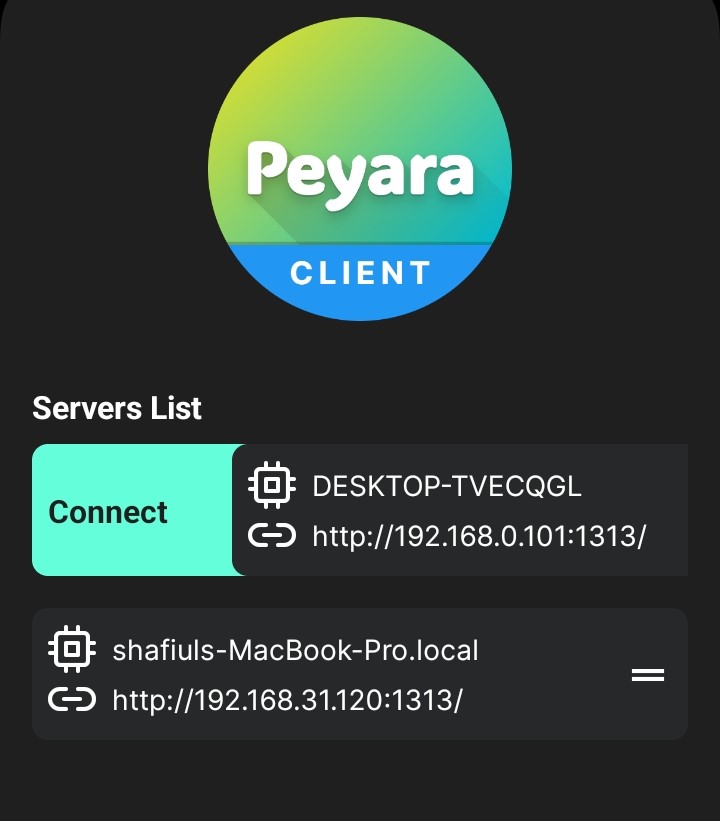 Peyara
CLIENT
Servers List
Connect
DESKTOP-TVECQGL
http://192.168.0.101:1313/
shafiuls-MacBook-Pro.local
http://192.168.31.120:1313/